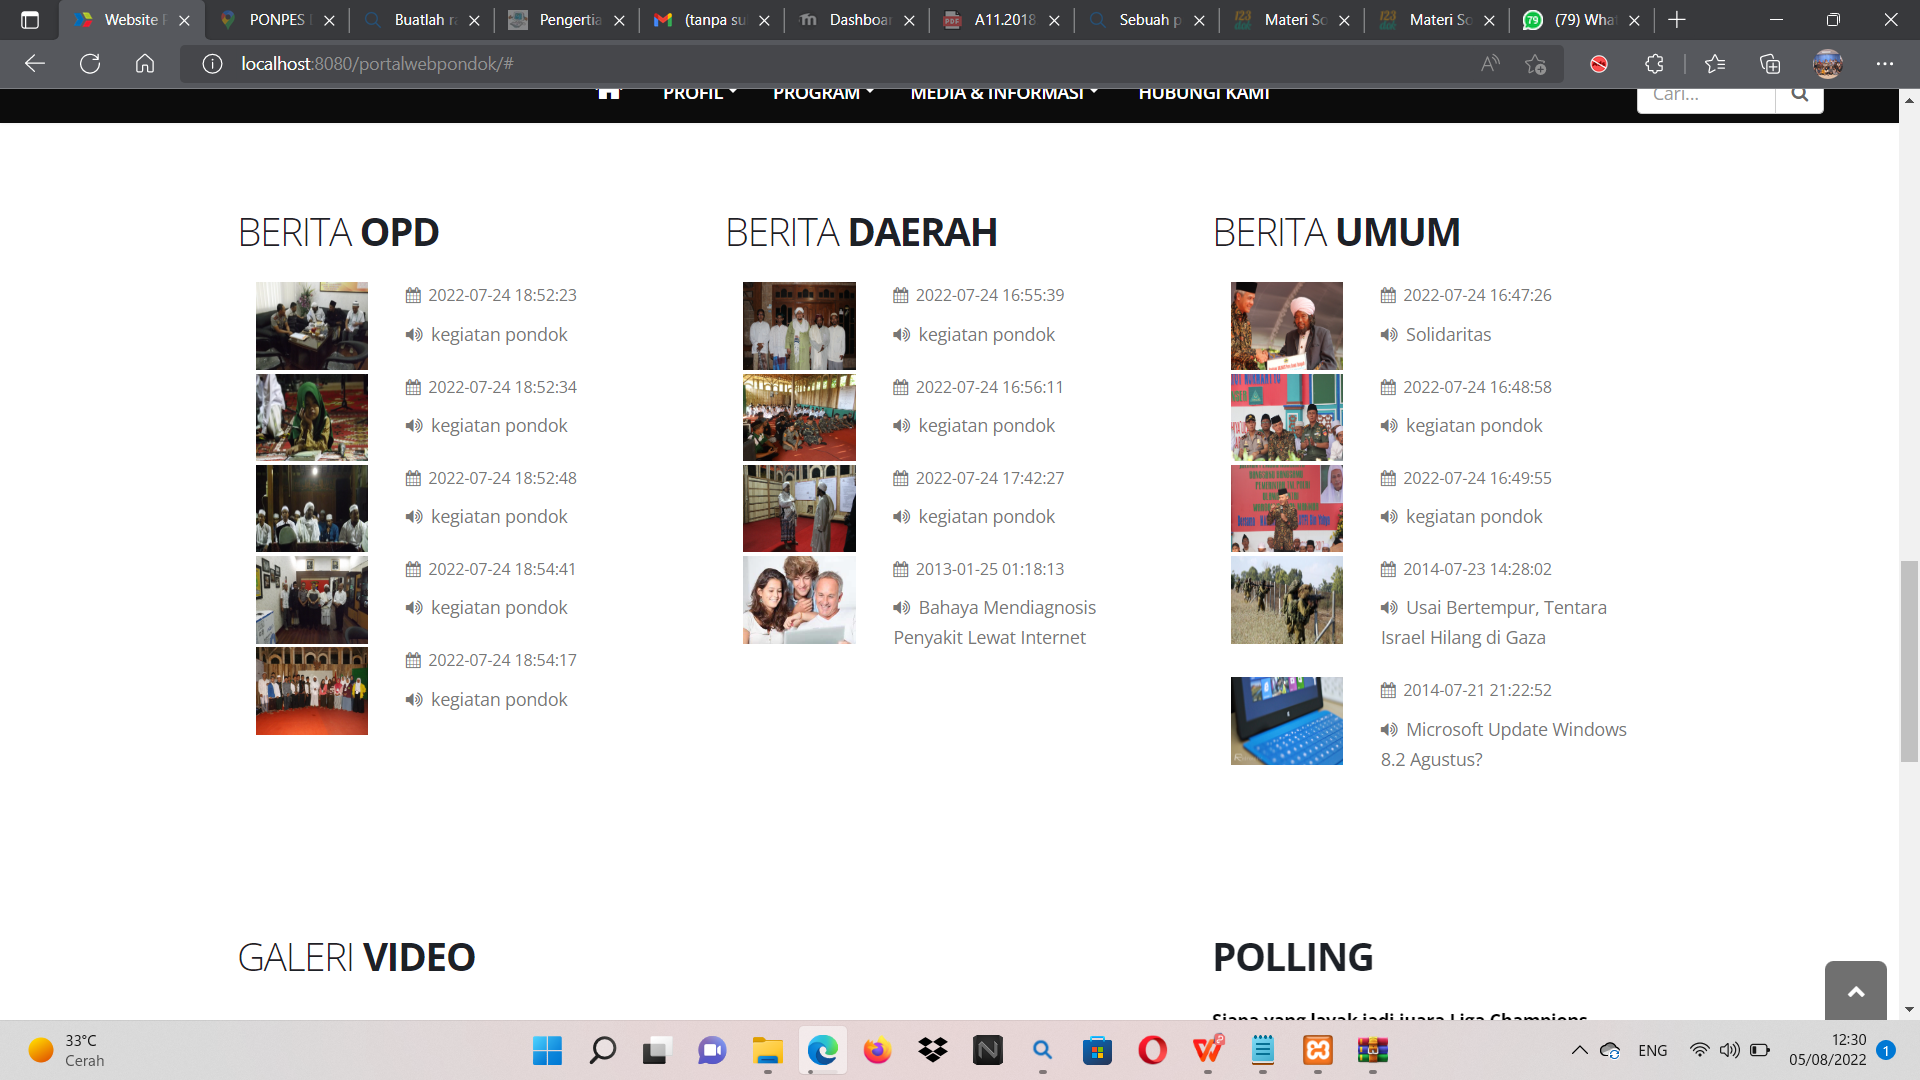 Website
PONPES
Buatlah
Pengertia
(tanpa su
Dashboar
A11.2018
Sebuah p
Materi So
Materi So
(79) Wha
localhost:8080/portalwebpondok/#
PROFIL
PROGRAM
MEDIA & INFORMASI
HUBUNGI KAMI
Cari...
BERITA OPD
2022-07-24 18:52:23
kegiatan pondok
2022-07-24 18:52:34
kegiatan pondok
2022-07-24 18:52:48
kegiatan pondok
2022-07-24 18:54:41
kegiatan pondok
2022-07-24 18:54:17
kegiatan pondok
BERITA DAERAH
2022-07-24 16:55:39
kegiatan pondok
2022-07-24 16:56:11
kegiatan pondok
2022-07-24 17:42:27
kegiatan pondok
2013-01-25 01:18:13
Bahaya Mendiagnosis
Penyakit Lewat Internet
BERITA UMUM
2022-07-24 16:47:26
Solidaritas
2022-07-24 16:48:58
kegiatan pondok
2022-07-24 16:49:55
kegiatan pondok
2014-07-23 14:28:02
Usai Bertempur, Tentara
Israel Hilang di Gaza
2014-07-21 21:22:52
Microsoft Update Windows
8.2 Agustus?
GALERI VIDEO
POLLING
Siapa yang layak jadi juara Liga Champions
33°C
Cerah
ENG
12:30
05/08/2022
1